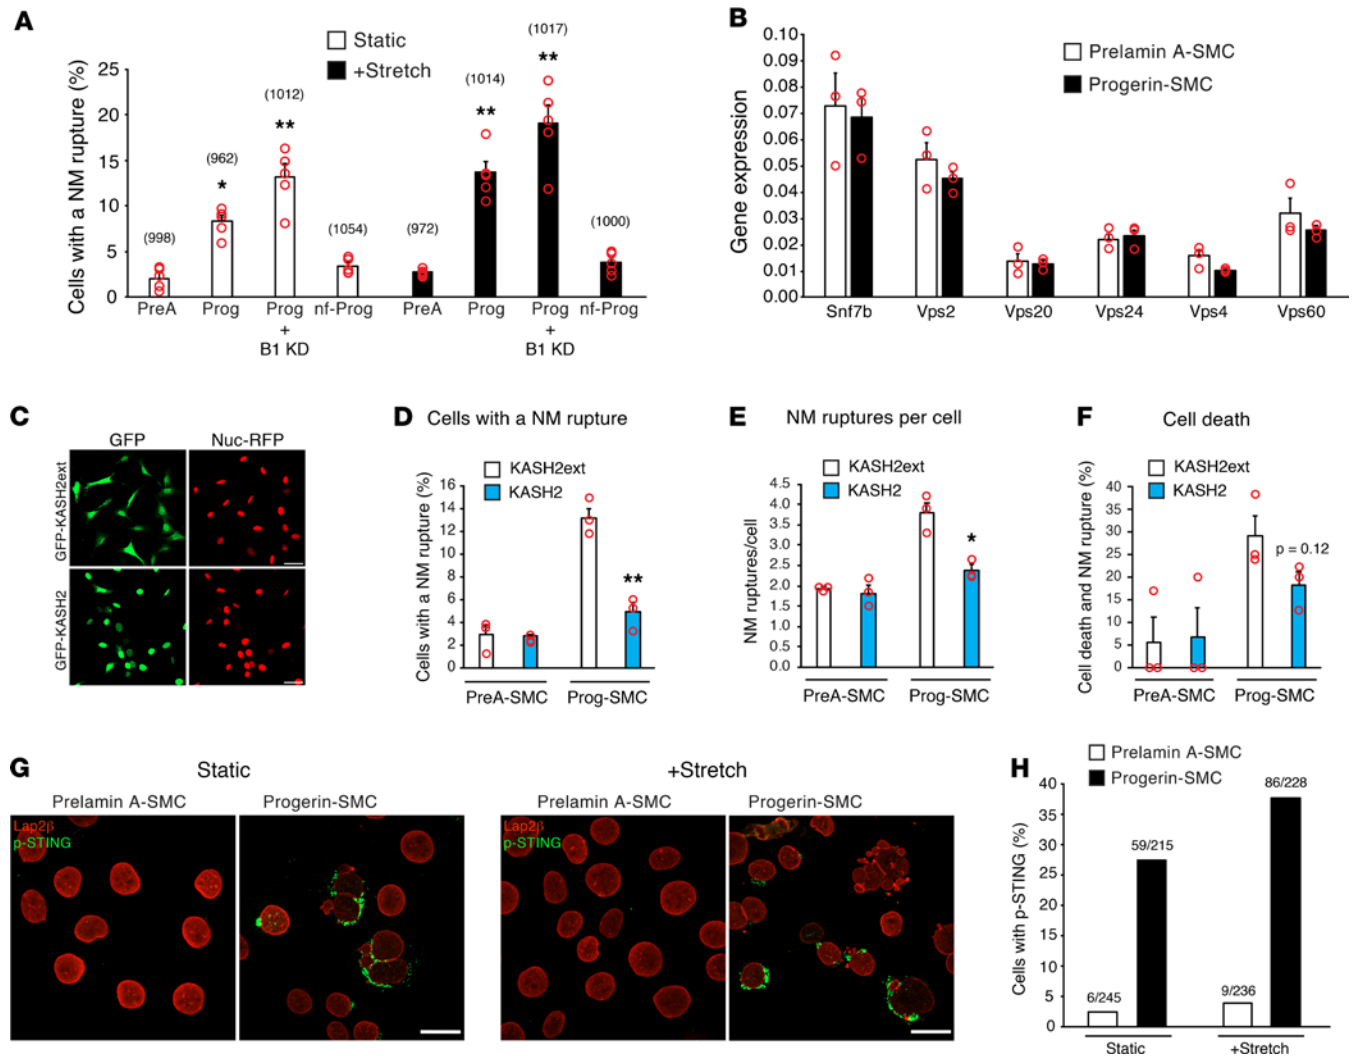 A
Static
+Stretch
Cells with a NM rupture (%)
25
20
15
10
5
0
(998)
(962)
*
(1012)
**
(1054)
(972)
(1014)
**
(1017)
**
(1000)
PreA Prog Prog nf-Prog PreA Prog Prog nf-Prog
+ +
B1 KD B1 KD
B
Prelamin A-SMC
Progerin-SMC
Gene expression
0.10
0.09
0.08
0.07
0.06
0.05
0.04
0.03
0.02
0.01
0.00
Snf7b Vps2 Vps20 Vps24 Vps4 Vps60
C
GFP Nuc-RFP
GFP-KASH2ext
GFP-KASH2
D Cells with a NM rupture
KASH2ext
KASH2
Cells with a NM rupture (%)
16
14
12
10
8
6
4
2
0
**
PreA-SMC Prog-SMC
E NM ruptures per cell
KASH2ext
KASH2
NM ruptures/cell
4.5
4.0
3.5
3.0
2.5
2.0
1.5
1.0
0.5
0.0
*
PreA-SMC Prog-SMC
F Cell death
KASH2ext
KASH2
Cell death and NM rupture (%)
45
40
35
30
25
20
15
10
5
0
p = 0.12
PreA-SMC Prog-SMC
G Static +Stretch
Prelamin A-SMC Progerin-SMC Prelamin A-SMC Progerin-SMC
Lap2β Lap2β
p-STING p-STING
H
Prelamin A-SMC
Progerin-SMC
Cells with p-STING (%)
40
35
30
25
20
15
10
5
0
6/245
59/215
9/236
86/228
Static +Stretch